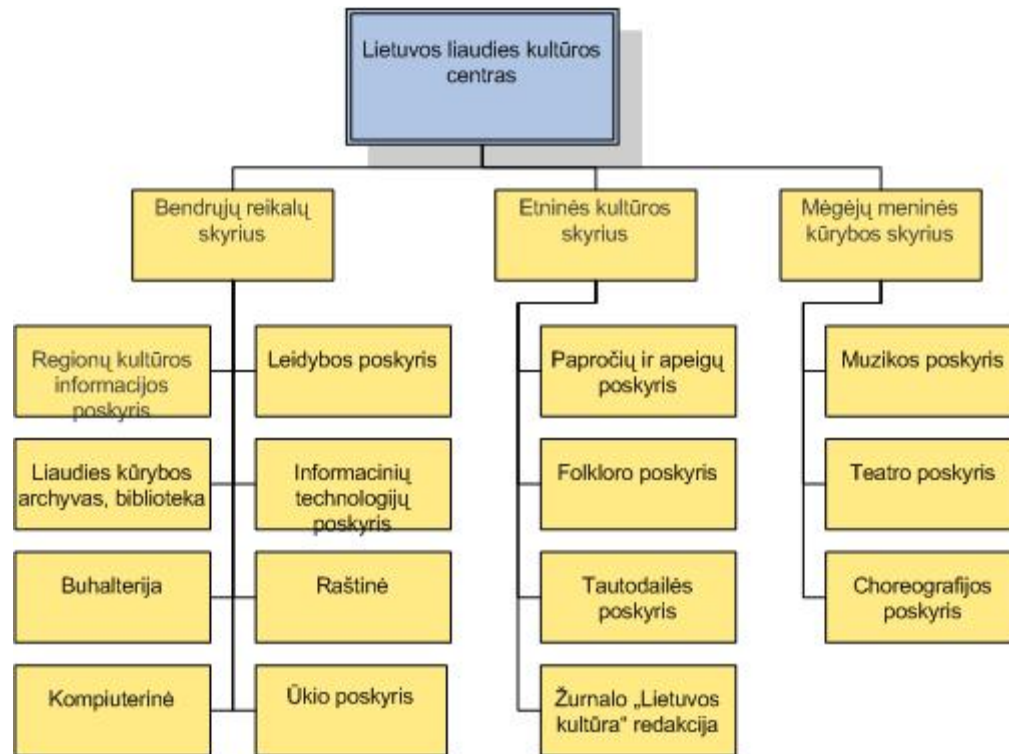 Lietuvos liaudies kultūros
centras
Bendrųjų reikalų
skyrius
Etninės kultūros
skyrius
Mėgėjų meninės
kūrybos skyrius
Regionų kultūros
informacijos
poskyris
Leidybos poskyris
Papročių ir apeigų
poskyris
Muzikos poskyris
Liaudies kūrybos
archyvas, biblioteka
Informacinių
technologijų
poskyris
Folkloro poskyris
Teatro poskyris
Buhalterija
Raštinė
Tautodailės
poskyris
Choreografijos
poskyris
Kompiuterinė
Ūkio poskyris
Žurnalo „Lietuvos
kultūra“ redakcija